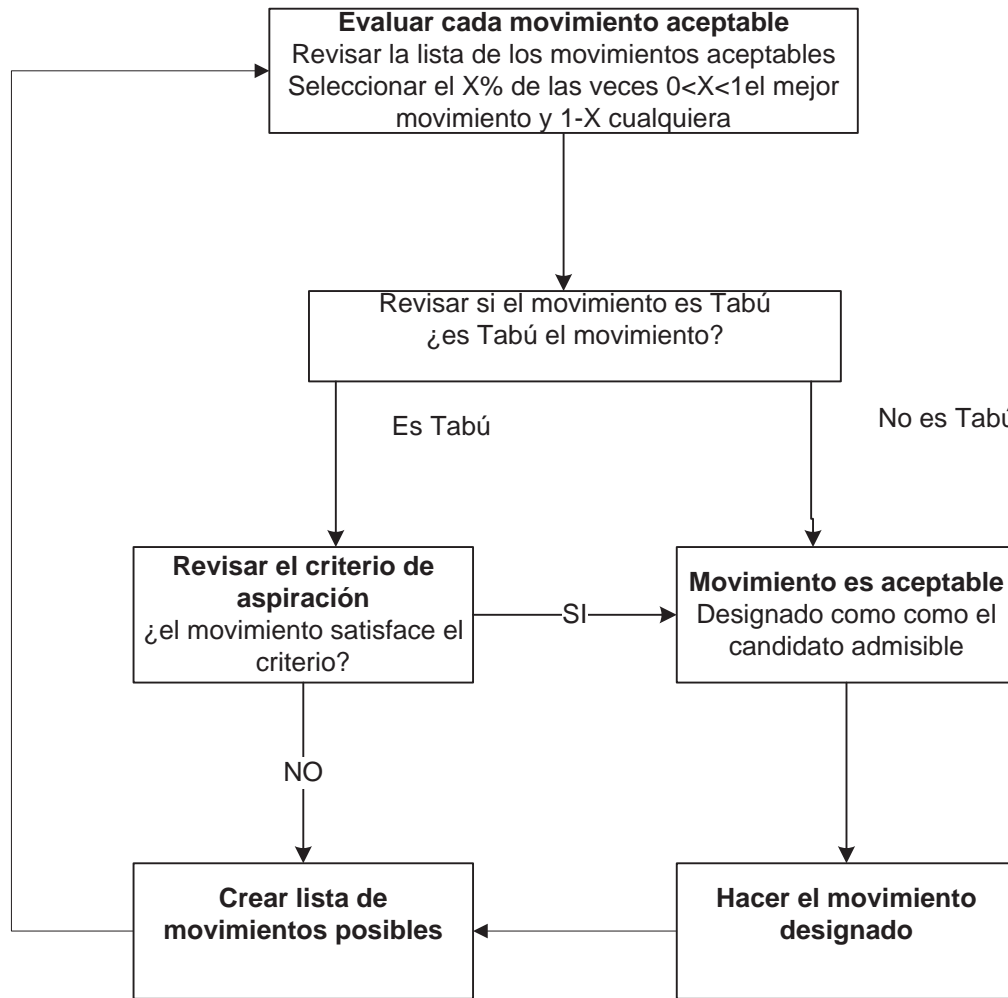 Evaluar cada movimiento aceptable
Revisar la lista de los movimientos aceptables
Seleccionar el X% de las veces 0<X<1el mejor
movimiento y 1-X cualquiera
Revisar si el movimiento es Tabú
¿es Tabú el movimiento?
Es Tabú
No es Tabú
Revisar el criterio de
aspiración
¿el movimiento satisface el
criterio?
SI
Movimiento es aceptable
Designado como como el
candidato admisible
NO
Crear lista de
movimientos posibles
Hacer el movimiento
designado